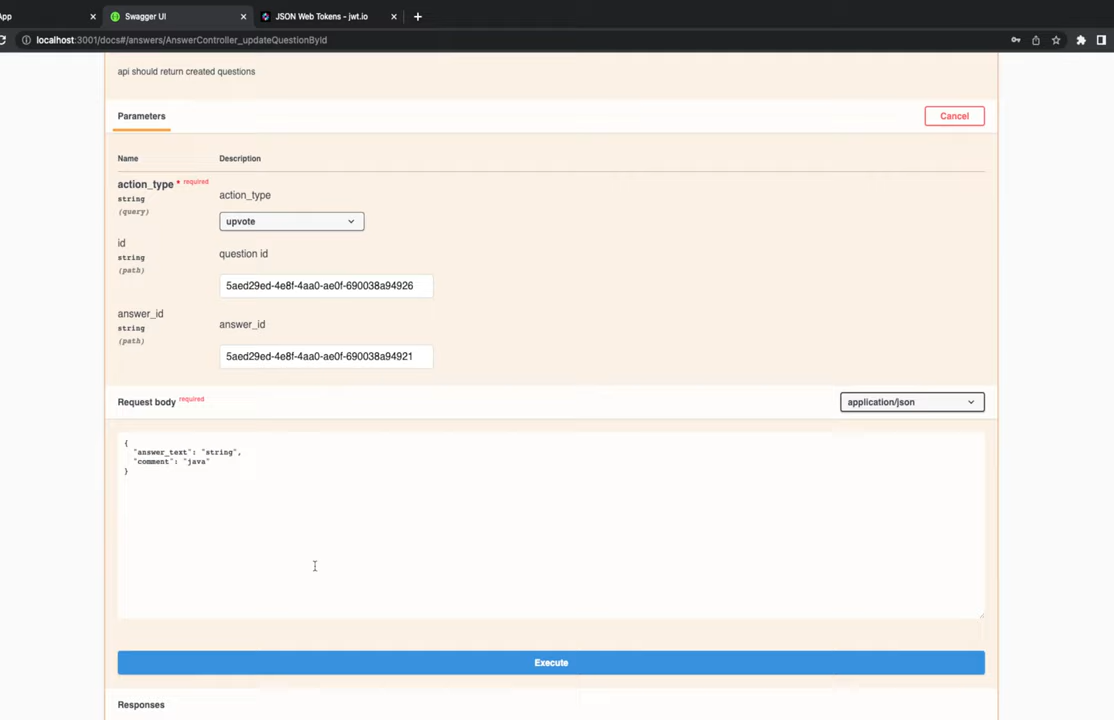 App
Swagger UI
JSON Web Tokens - jwt.io
localhost:3001/docs#/answers/AnswerController_updateQuestionById
api should return created questions
Parameters
Cancel
Name
Description
action_type * required
string
(query)
action_type
upvote
id
string
(path)
question id
5aed29ed-4e8f-4aa0-ae0f-690038a94926
answer_id
string
(path)
answer_id
5aed29ed-4e8f-4aa0-ae0f-690038a94921
Request body required
application/json
{
"answer_text": "string",
"comment": "java"
}
Execute
Responses